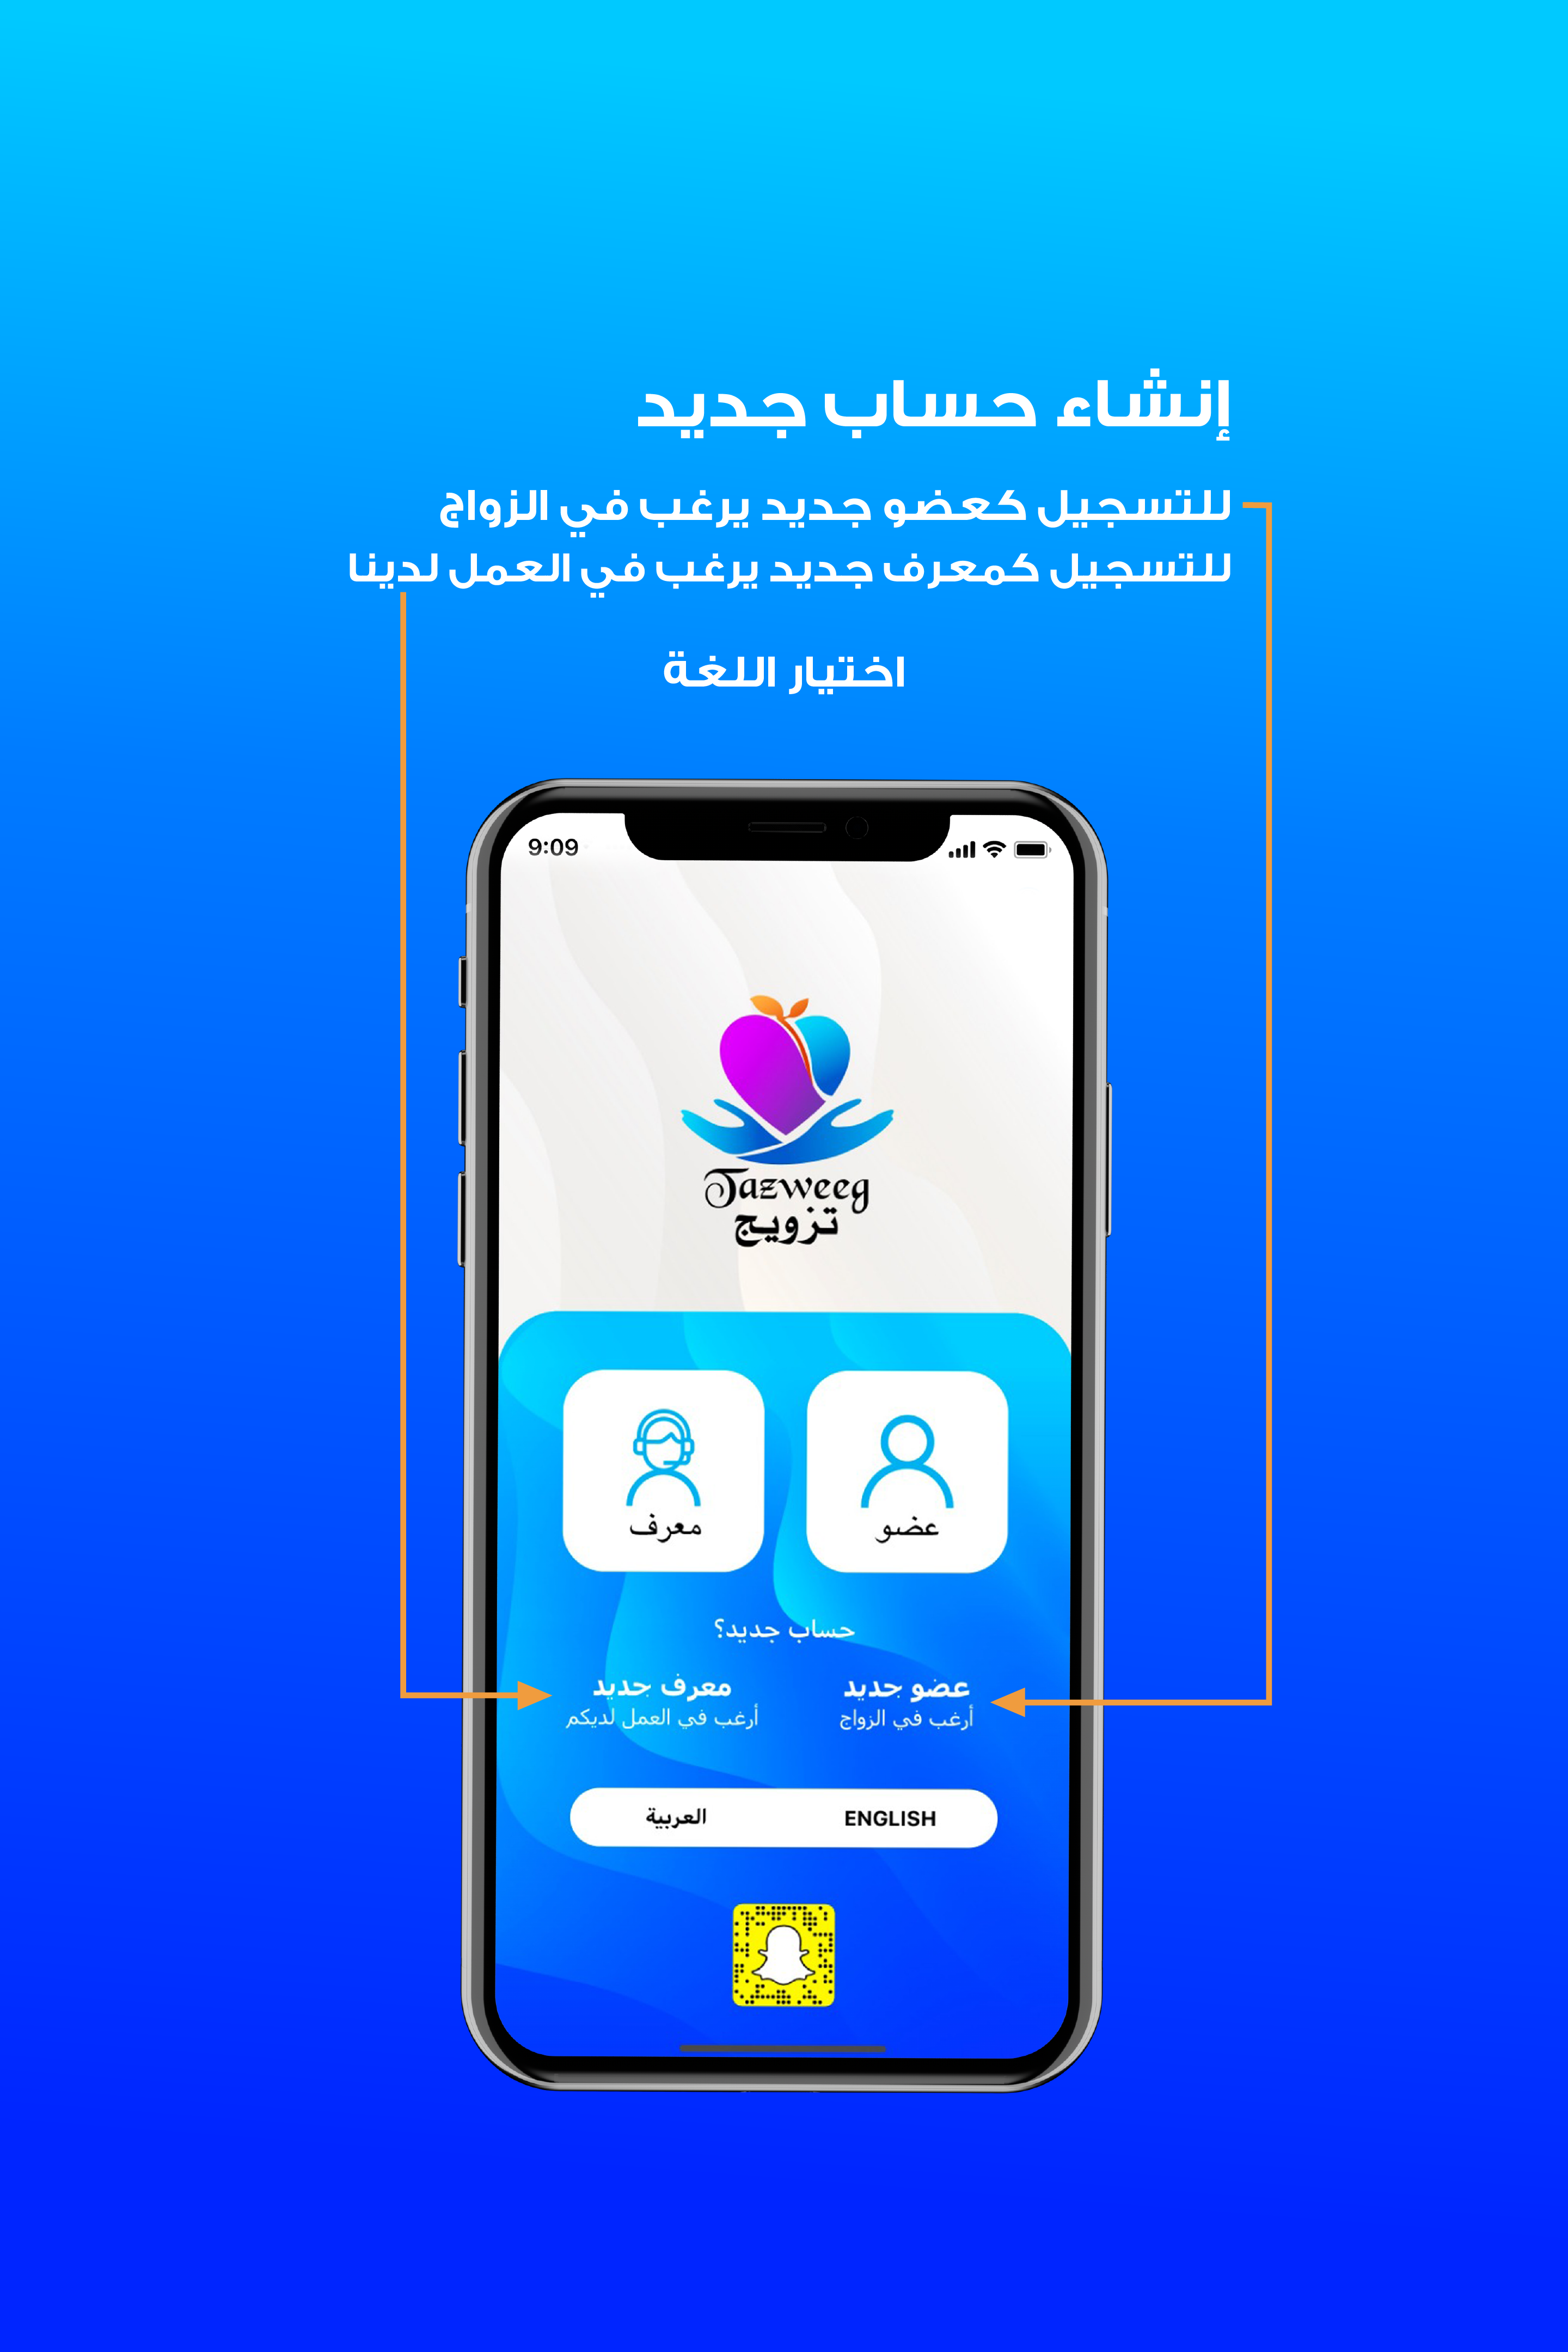 إنشاء حساب جديد
للتسجيل كعضو جديد يرغب في الزواج
للتسجيل كمعرف جديد يرغب في العمل لدينا
اختيار اللغة
9:09
Tazweeg
تزويج
عضو معرف
حساب جديد؟
عضو جديد معرف جديد
أرغب في الزواج أرغب في العمل لديكم
العربية ENGLISH